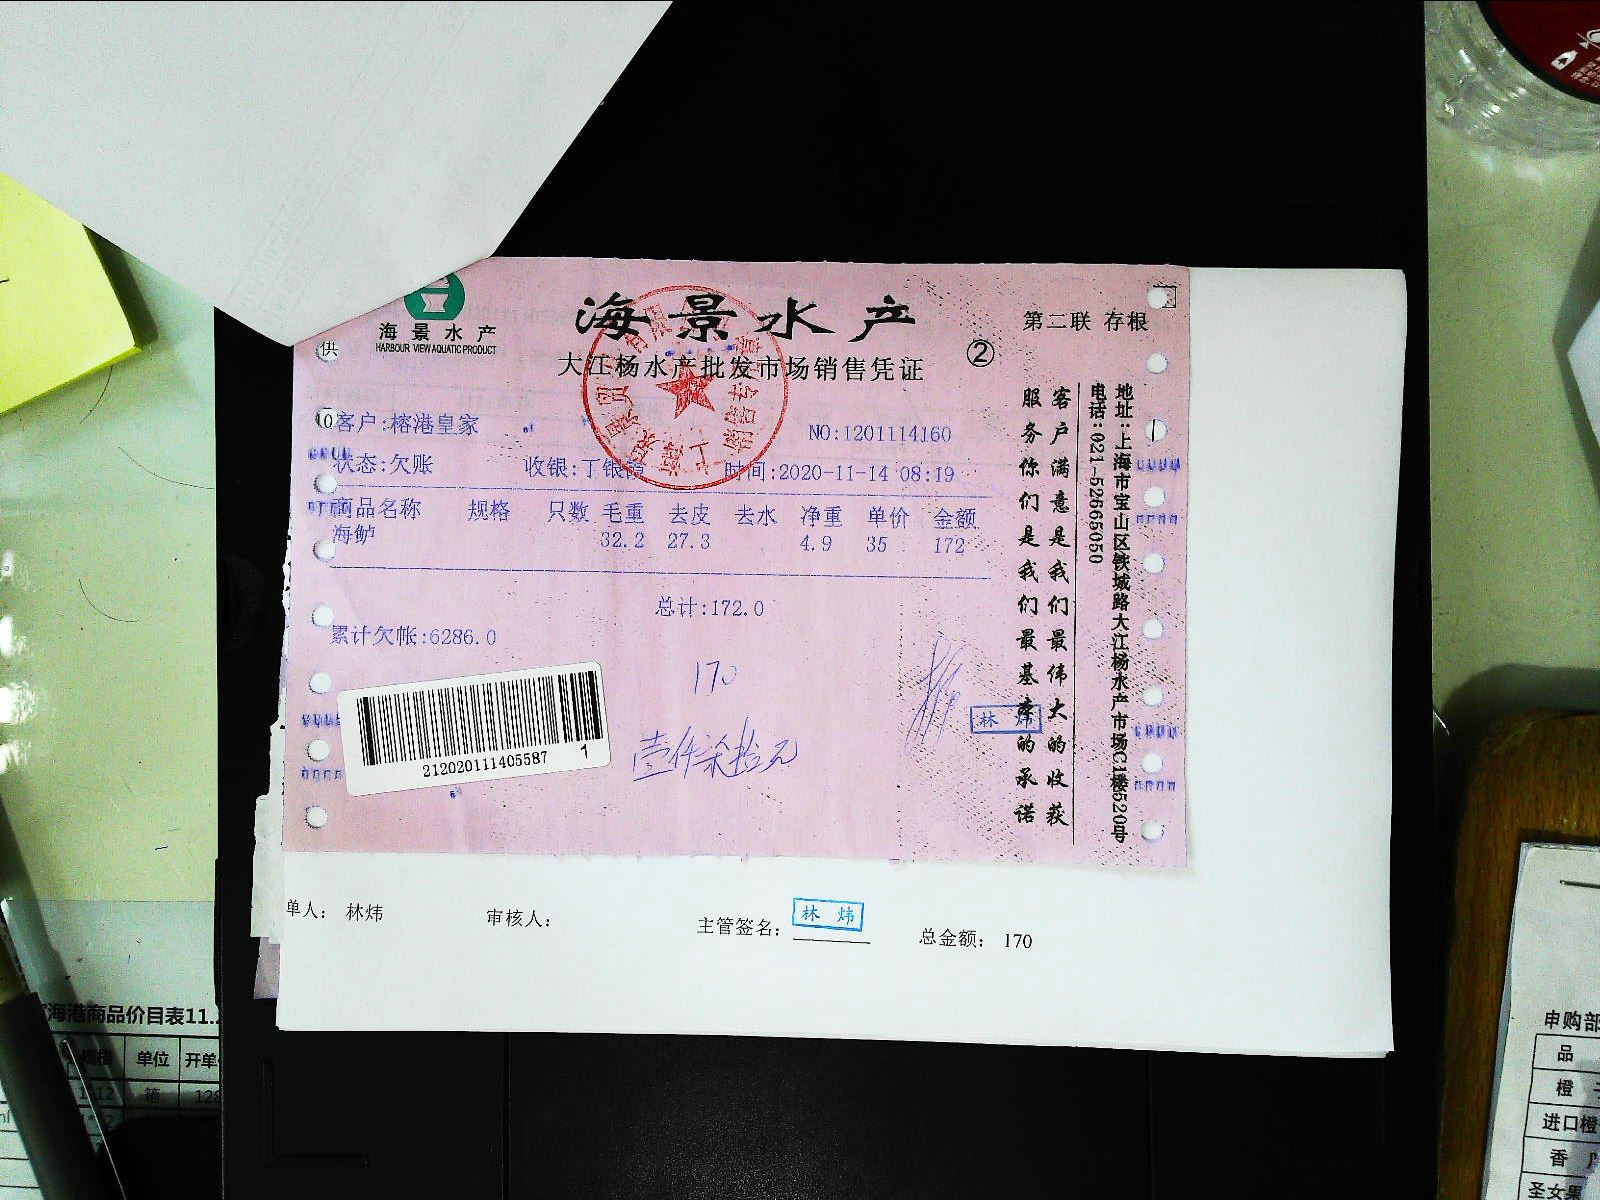 海景水产
HARBOUR VIEW AQUATIC PRODUCT
海景水产
大江杨水产批发市场销售凭证
②
第二联 存根
供
客户:榕港皇家
NO:1201114160
状态:欠账 收银:丁银霞 时间:2020-11-14 08:19
商品名称 规格 只数 毛重 去皮 去水 净重 单价 金额
海鲈 32.2 27.3 4.9 35 172
总计:172.0
累计欠帐:6286.0
170
壹佰柒拾元
林炜
212020111405587 1
客户满意是我们最伟大的收获
服务你们是我们最基本的承诺
地址:上海市宝山区铁城路大江杨水产市场C1楼520号
电话:021-52665050
单人: 林炜
审核人:
主管签名:
林炜
总金额: 170
海港商品价目表11.
单位 开单
箱 128
申购部
品
橙
进口橙
香
圣女果